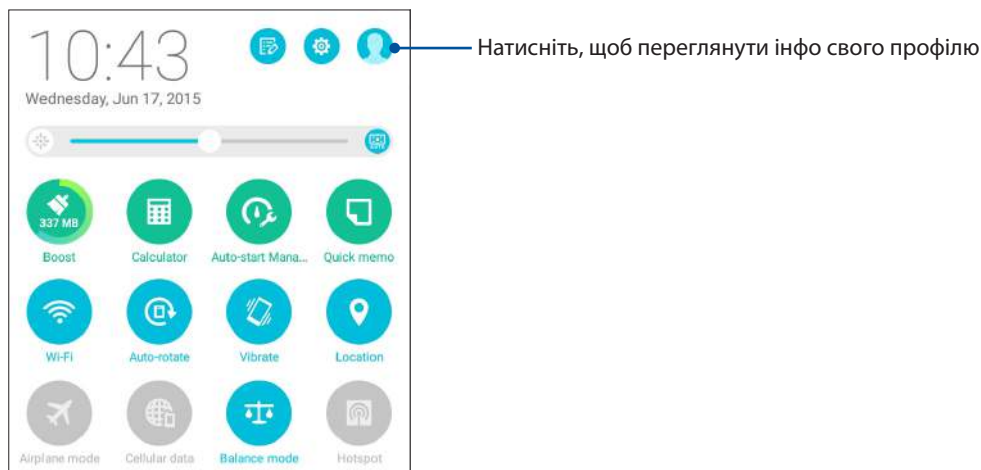 10:43
Натисніть, щоб переглянути інфо свого профілю
Wednesday, Jun 17, 2015
AUTO
337 MB
Boost
Calculator
Auto-start Mana...
Quick memo
Wi-Fi
Auto-rotate
Vibrate
Location
Airplane mode
Cellular data
Balance mode
Hotspot